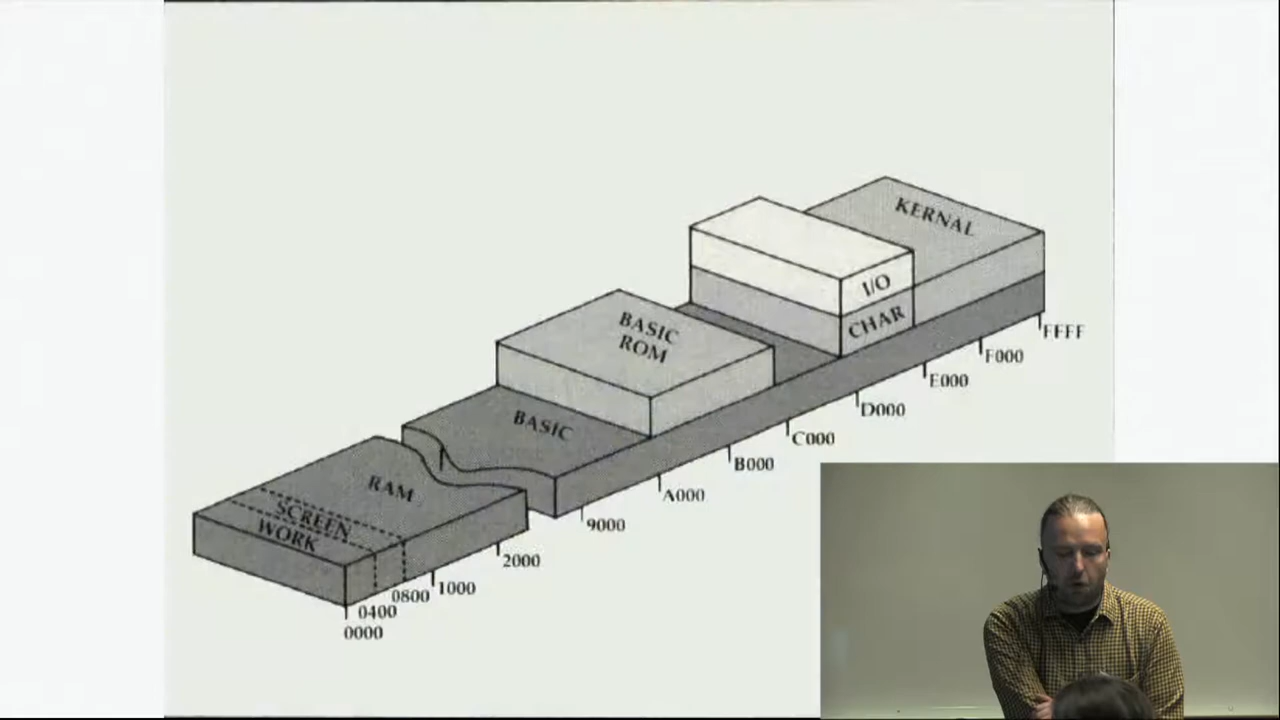 KERNAL
I/O
CHAR
BASIC
ROM
BASIC
RAM
SCREEN
WORK
FFFF
F000
E000
D000
C000
B000
A000
9000
2000
1000
0800
0400
0000